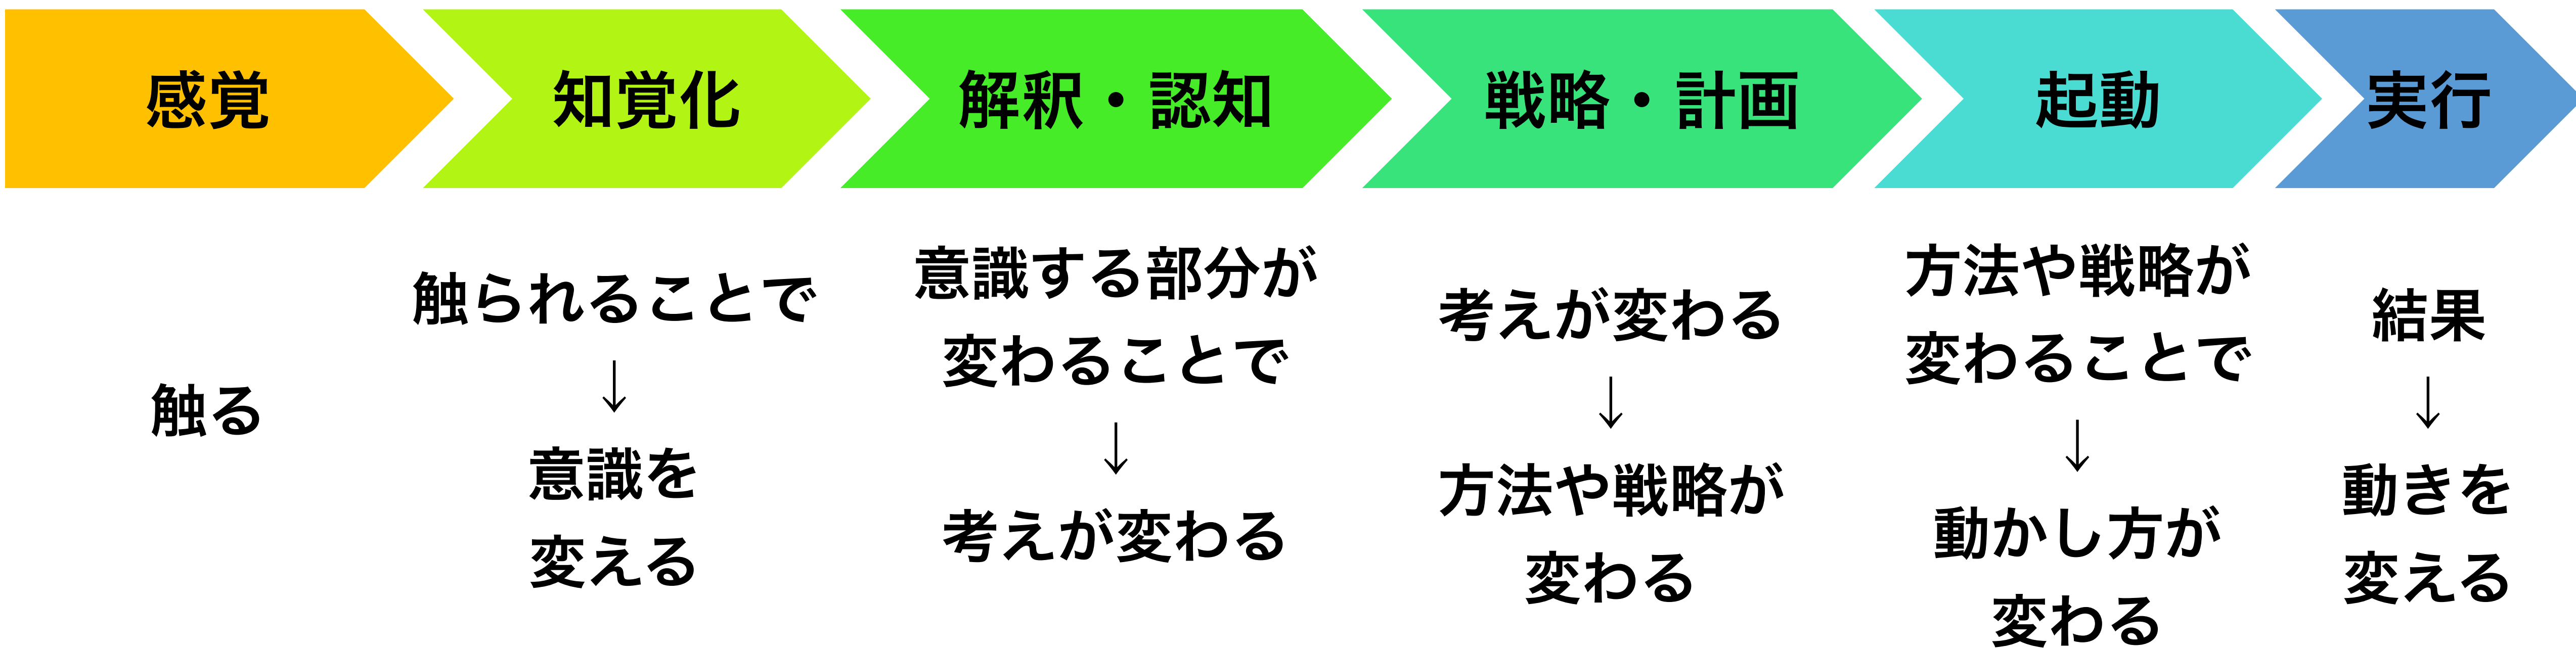 感覚
知覚化
解釈・認知
戦略・計画
起動
実行
触る
触られることで
↓
意識を
変える
意識する部分が
変わることで
↓
考えが変わる
考えが変わる
↓
方法や戦略が
変わる
方法や戦略が
変わることで
↓
動かし方が
変わる
結果
↓
動きを
変える